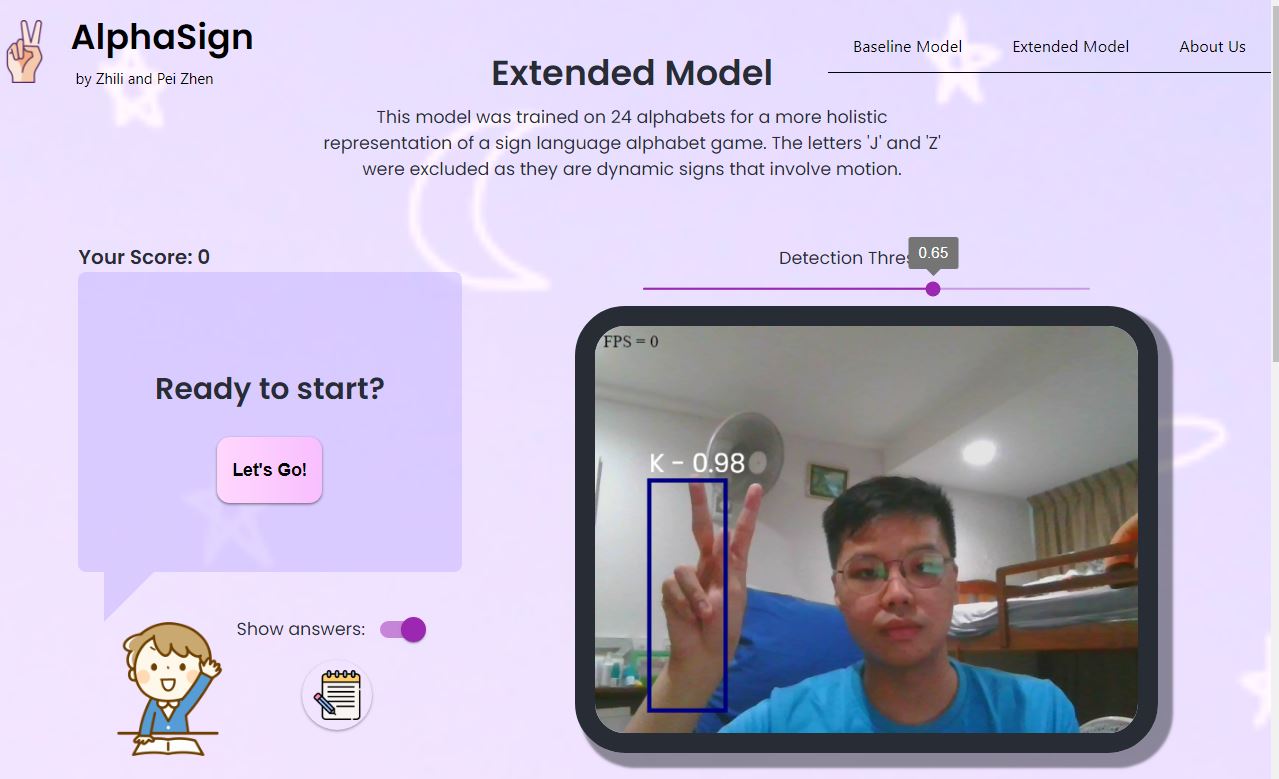 AlphaSign
by Zhili and Pei Zhen
Baseline Model
Extended Model
About Us
Extended Model
This model was trained on 24 alphabets for a more holistic
representation of a sign language alphabet game. The letters 'J' and 'Z'
were excluded as they are dynamic signs that involve motion.
Your Score: 0
Ready to start?
Let's Go!
Show answers:
Detection Thres
0.65
FPS = 0
K - 0.98